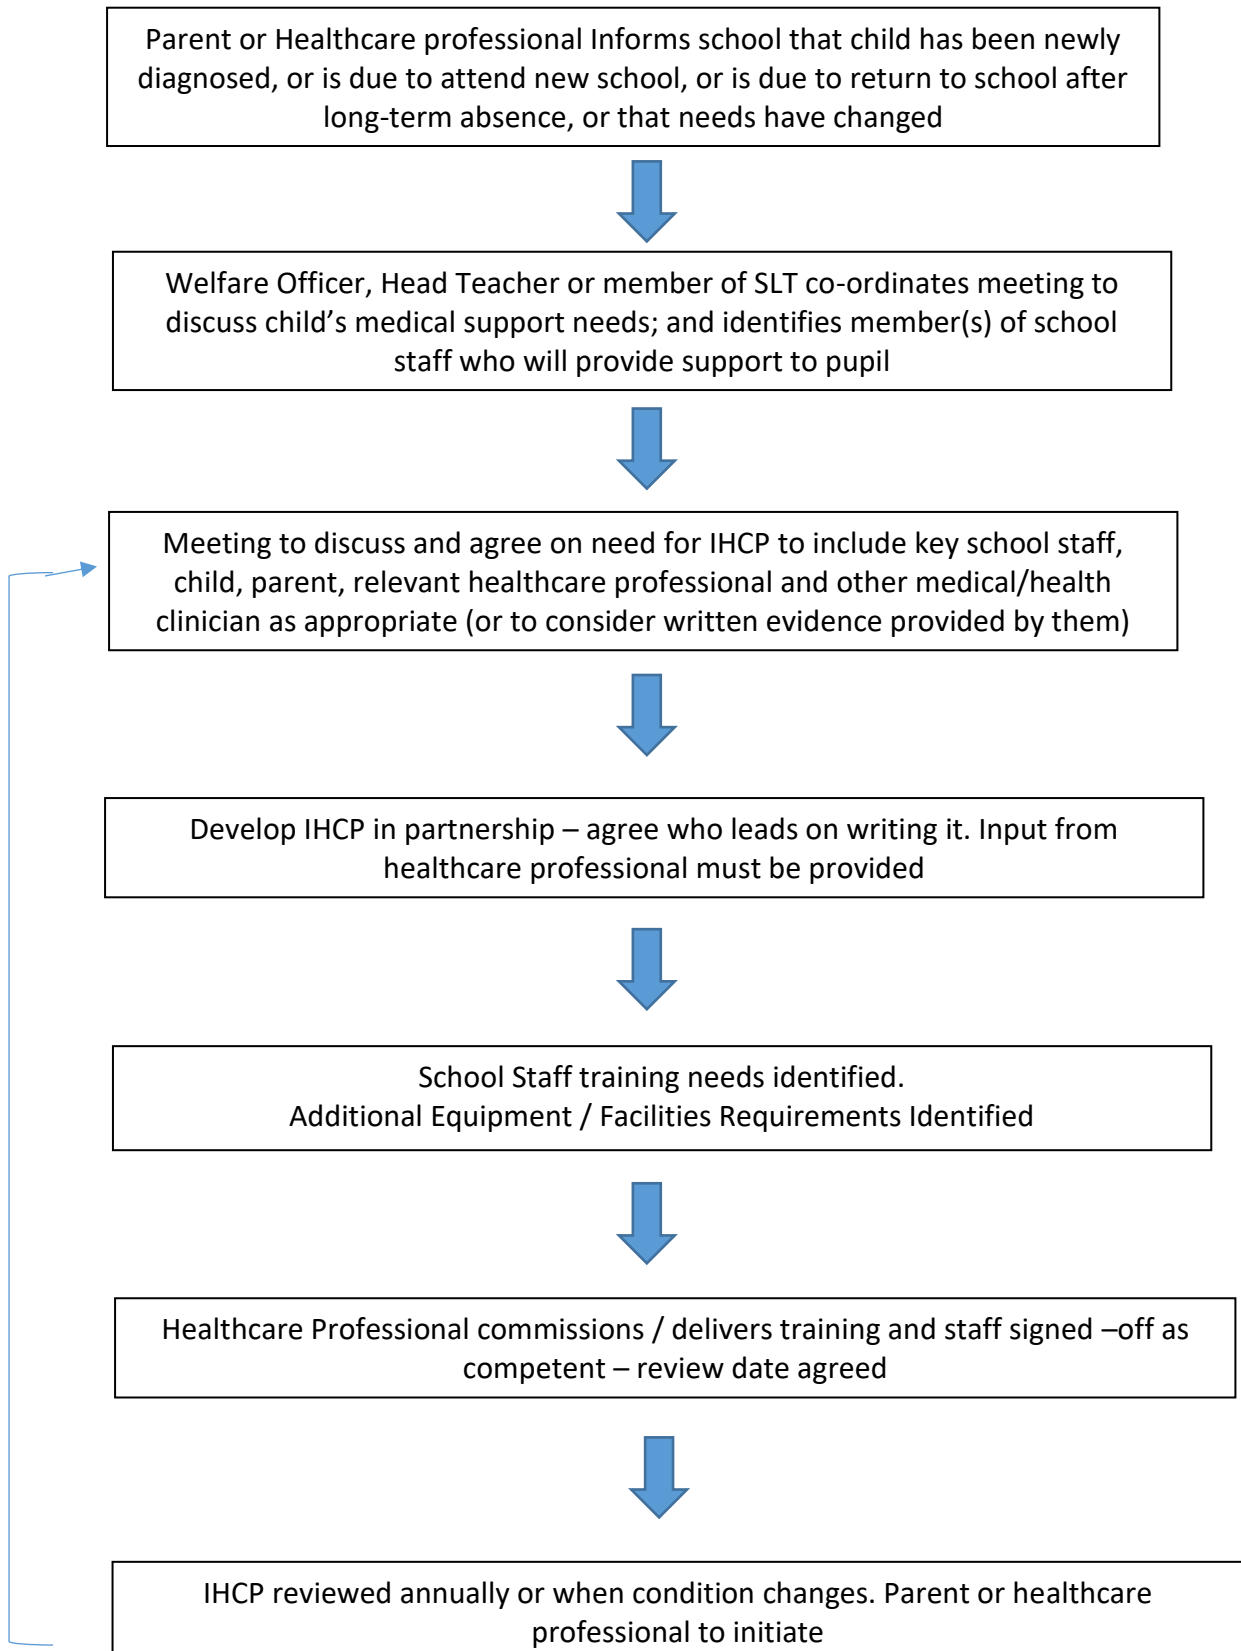 Parent or Healthcare professional Informs school that child has been newly
diagnosed, or is due to attend new school, or is due to return to school after
long-term absence, or that needs have changed
Welfare Officer, Head Teacher or member of SLT co-ordinates meeting to
discuss child’s medical support needs; and identifies member(s) of school
staff who will provide support to pupil
Meeting to discuss and agree on need for IHCP to include key school staff,
child, parent, relevant healthcare professional and other medical/health
clinician as appropriate (or to consider written evidence provided by them)
Develop IHCP in partnership – agree who leads on writing it. Input from
healthcare professional must be provided
School Staff training needs identified.
Additional Equipment / Facilities Requirements Identified
Healthcare Professional commissions / delivers training and staff signed –off as
competent – review date agreed
IHCP reviewed annually or when condition changes. Parent or healthcare
professional to initiate